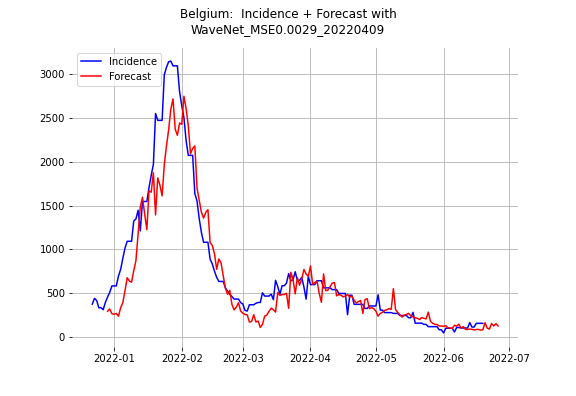 Belgium:  Incidence + Forecast with
WaveNet_MSE0.0029_20220409
Incidence
Forecast
3000
2500
2000
1500
1000
500
0
2022-01 2022-02 2022-03 2022-04 2022-05 2022-06 2022-07